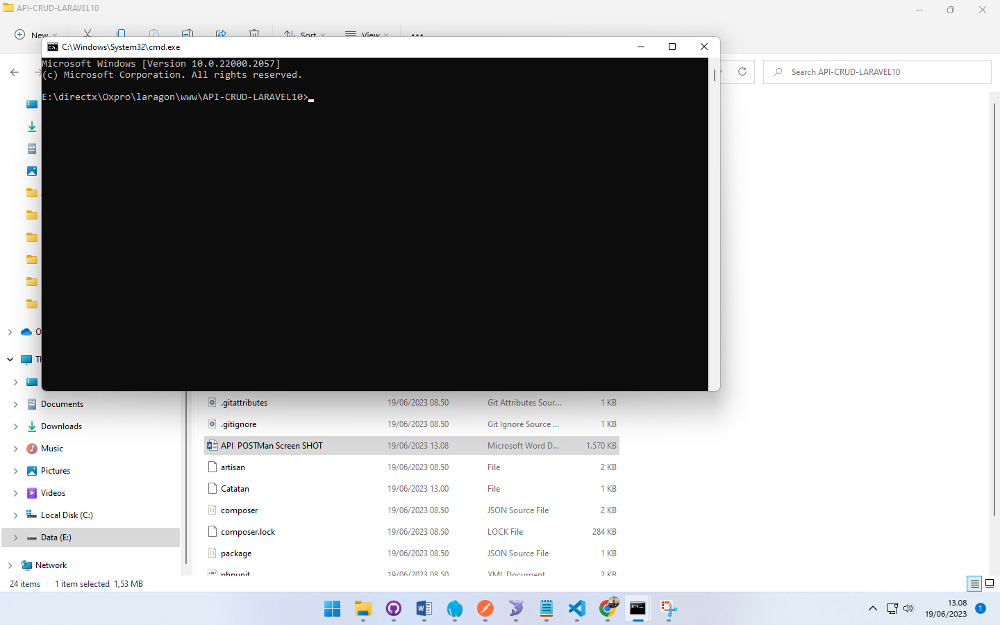 API-CRUD-LARAVEL10
New
Sort
View
C:\Windows\System32\cmd.exe
Microsoft Windows [Version 10.0.22000.2057]
(c) Microsoft Corporation. All rights reserved.
E:\directx\Oxpro\laragon\www\API-CRUD-LARAVEL10>
Search API-CRUD-LARAVEL10
Documents
Downloads
Music
Pictures
Videos
Local Disk (C:)
Data (E:)
Network
.gitattributes 19/06/2023 08.50 Git Attributes Sour... 1 KB
.gitignore 19/06/2023 08.50 Git Ignore Source ... 1 KB
API POSTMan Screen SHOT 19/06/2023 13.08 Microsoft Word D... 1.570 KB
artisan 19/06/2023 08.50 File 2 KB
Catatan 19/06/2023 13.00 File 1 KB
composer 19/06/2023 08.50 JSON Source File 2 KB
composer.lock 19/06/2023 08.50 LOCK File 284 KB
package 19/06/2023 08.50 JSON Source File 1 KB
phpunit 19/06/2023 08.50 XML Document 2 KB
24 items 1 item selected 1,53 MB
13.08
19/06/2023
1